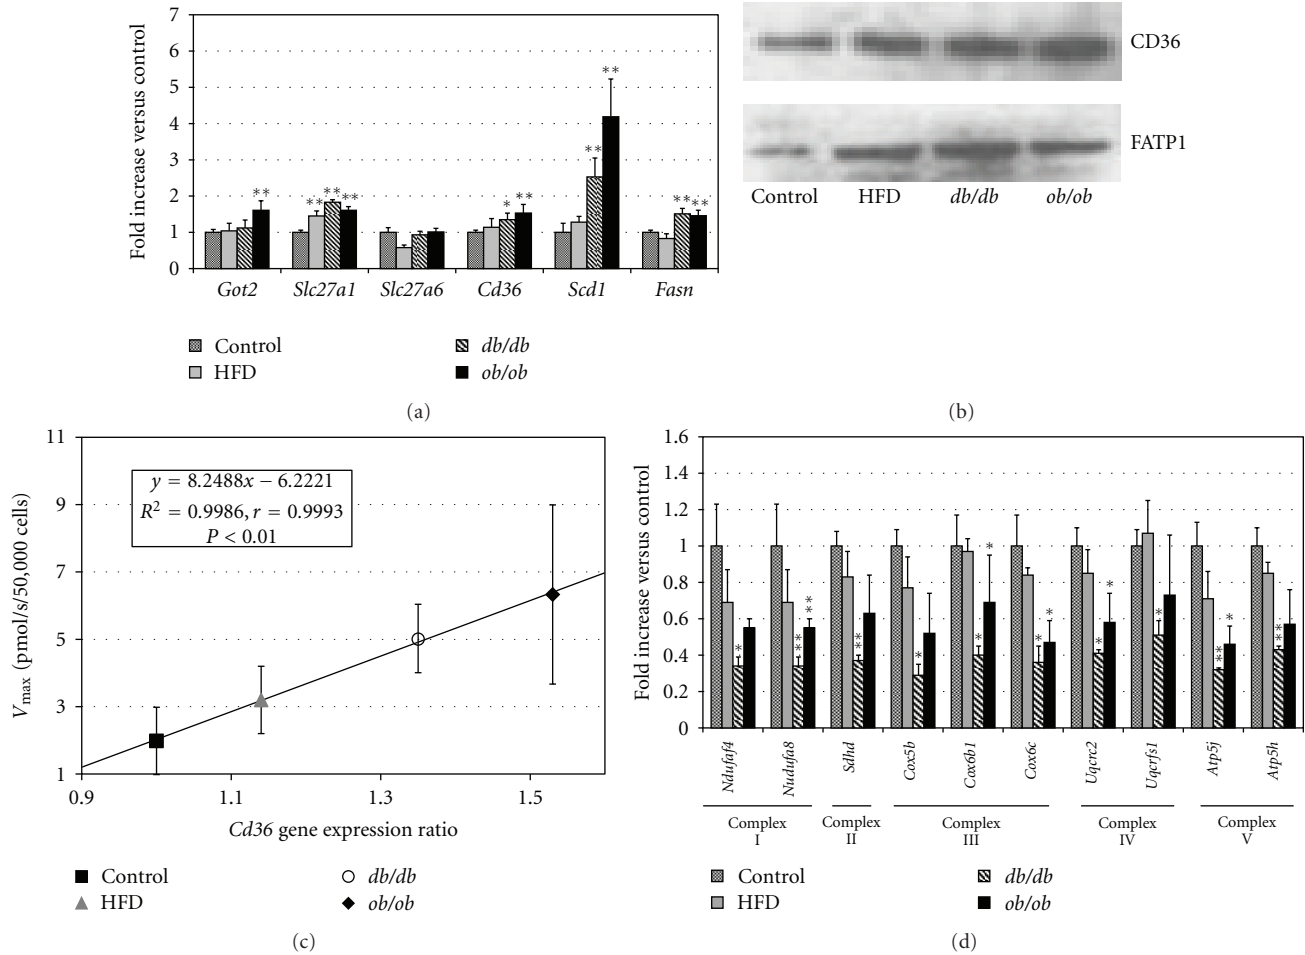 7
6
5
4
3
2
1
0
Fold increase versus control
** ** ** ** * ** ** ** ** **
Got2 Slc27a1 Slc27a6 Cd36 Scd1 Fasn
Control db/db
HFD ob/ob
(a)
CD36
FATP1
Control HFD db/db ob/ob
(b)
11
9
7
5
3
1
Vmax (pmol/s/50,000 cells)
y = 8.2488x − 6.2221
R² = 0.9986, r = 0.9993
P < 0.01
0.9 1.1 1.3 1.5
Cd36 gene expression ratio
Control db/db
HFD ob/ob
(c)
1.6
1.4
1.2
1
0.8
0.6
0.4
0.2
0
Fold increase versus control
* *** ** ** * * * * * * * * ** * **
Ndufaf4 Nudufa8 Sdhd Cox5b Cox6b1 Cox6c Uqcrc2 Uqcrfs1 Atp5j Atp5h
Complex Complex Complex Complex Complex
I II III IV V
Control db/db
HFD ob/ob
(d)